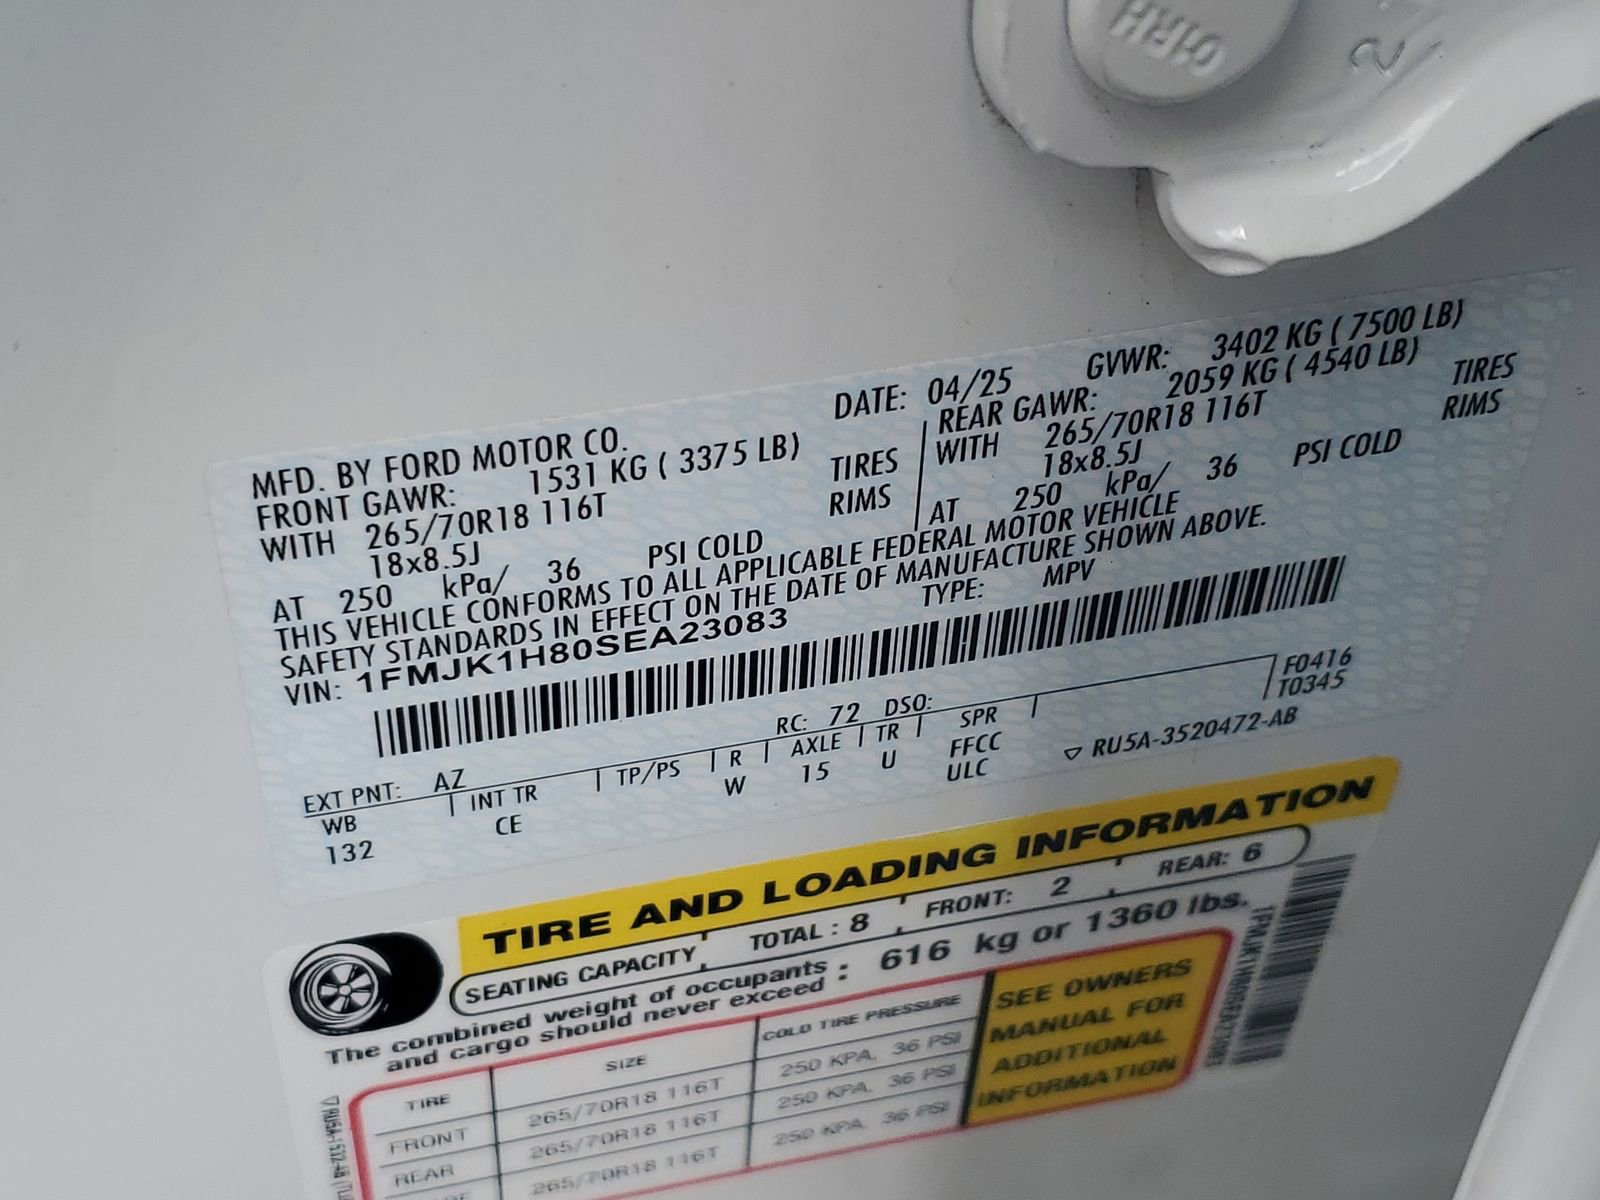 01RH
MFD. BY FORD MOTOR CO.
DATE: 04/25
GVWR: 3402 KG ( 7500 LB)
FRONT GAWR: 1531 KG ( 3375 LB)
WITH 265/70R18 116T TIRES
18x8.5J RIMS
AT 250 kPa/ 36 PSI COLD
REAR GAWR: 2059 KG ( 4540 LB)
WITH 265/70R18 116T TIRES
18x8.5J RIMS
AT 250 kPa/ 36 PSI COLD
THIS VEHICLE CONFORMS TO ALL APPLICABLE FEDERAL MOTOR VEHICLE
SAFETY STANDARDS IN EFFECT ON THE DATE OF MANUFACTURE SHOWN ABOVE.
VIN: 1FMJK1H80SEA23083
TYPE: MPV
F0416
T0345
EXT PNT: AZ RC: 72 DSO:
WB INT TR TP/PS R AXLE TR SPR
132 CE W 15 U FFCC
ULC
RU5A-3520472-AB
TIRE AND LOADING INFORMATION
SEATING CAPACITY TOTAL : 8 FRONT: 2 REAR: 6
The combined weight of occupants
and cargo should never exceed : 616 kg or 1360 lbs.
TIRE SIZE COLD TIRE PRESSURE
FRONT 265/70R18 116T 250 KPA, 36 PSI
REAR 265/70R18 116T 250 KPA, 36 PSI
265/70R18 116T 250 KPA, 36 PSI
SEE OWNERS
MANUAL FOR
ADDITIONAL
INFORMATION